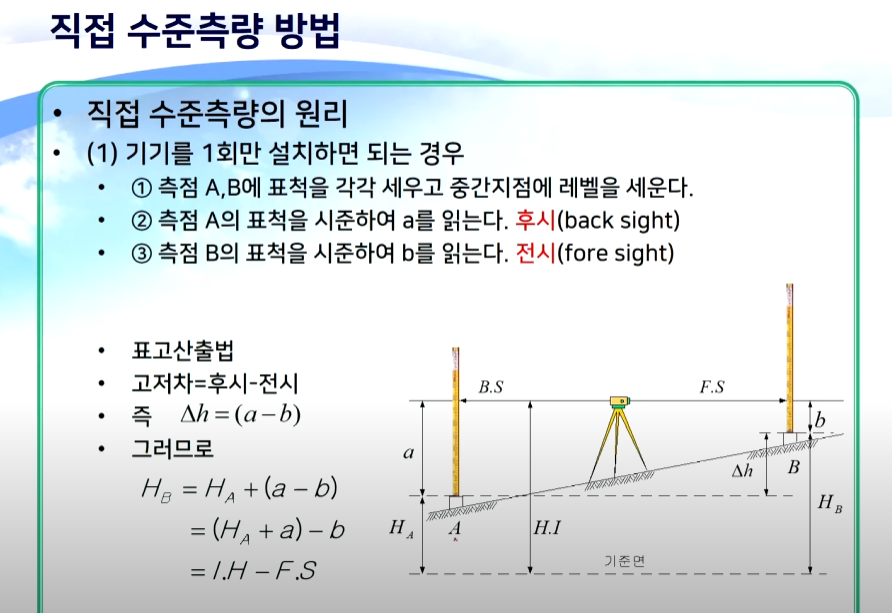 직접 수준측량 방법
• 직접 수준측량의 원리
• (1) 기기를 1회만 설치하면 되는 경우
• ① 측점 A,B에 표척을 각각 세우고 중간지점에 레벨을 세운다.
• ② 측점 A의 표척을 시준하여 a를 읽는다. 후시(back sight)
• ③ 측점 B의 표척을 시준하여 b를 읽는다. 전시(fore sight)
• 표고산출법
• 고저차=후시-전시
• 즉 Δh=(a-b)
• 그러므로
H_B = H_A + (a - b)
= (H_A + a) - b
= I.H - F.S
B.S
F.S
a
b
Δh
B
H_A
A
H.I
H_B
기준면